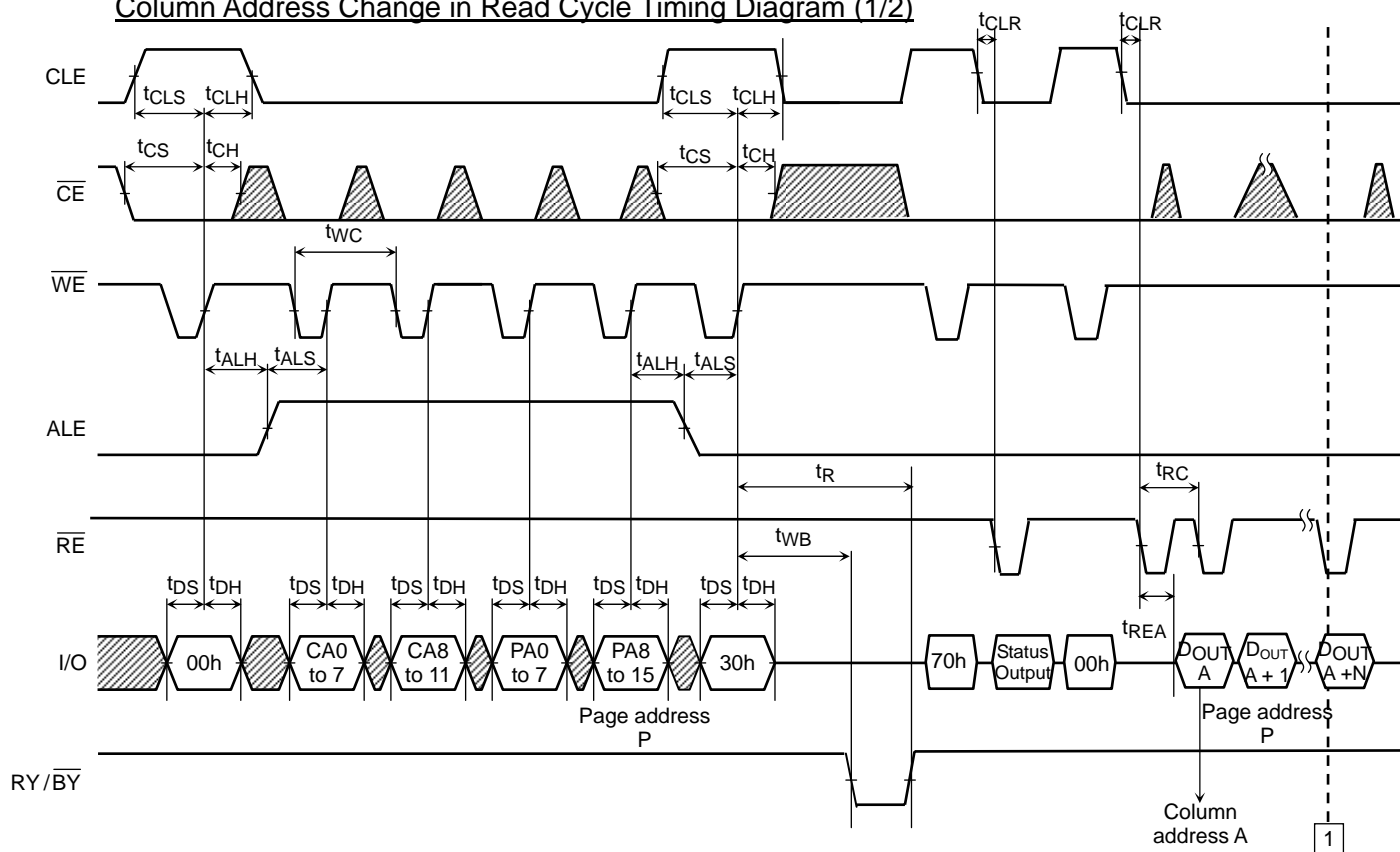 Column Address Change in Read Cycle Timing Diagram (1/2)
tCLR tCLR
CLE
tCLS tCLH tCLS tCLH
tCS tCH tCS tCH
CE
tWC
WE
tALH tALS tALH tALS
ALE
tR tRC
RE
tWB
tDS tDH tDS tDH tDS tDH tDS tDH tDS tDH tDS tDH
tREA
I/O
00h
CA0
to 7
CA8
to 11
PA0
to 7
PA8
to 15
30h
70h
Status
Output
00h
DOUT
A
DOUT
A + 1
DOUT
A +N
Page address
P
Page address
P
RY/BY
Column
address A
1